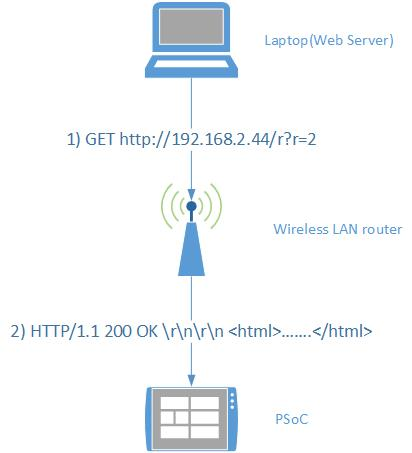 Laptop(Web Server)
1) GET http://192.168.2.44/r?r=2
Wireless LAN router
2) HTTP/1.1 200 OK \r\n\r\n <html>.......</html>
PSoC